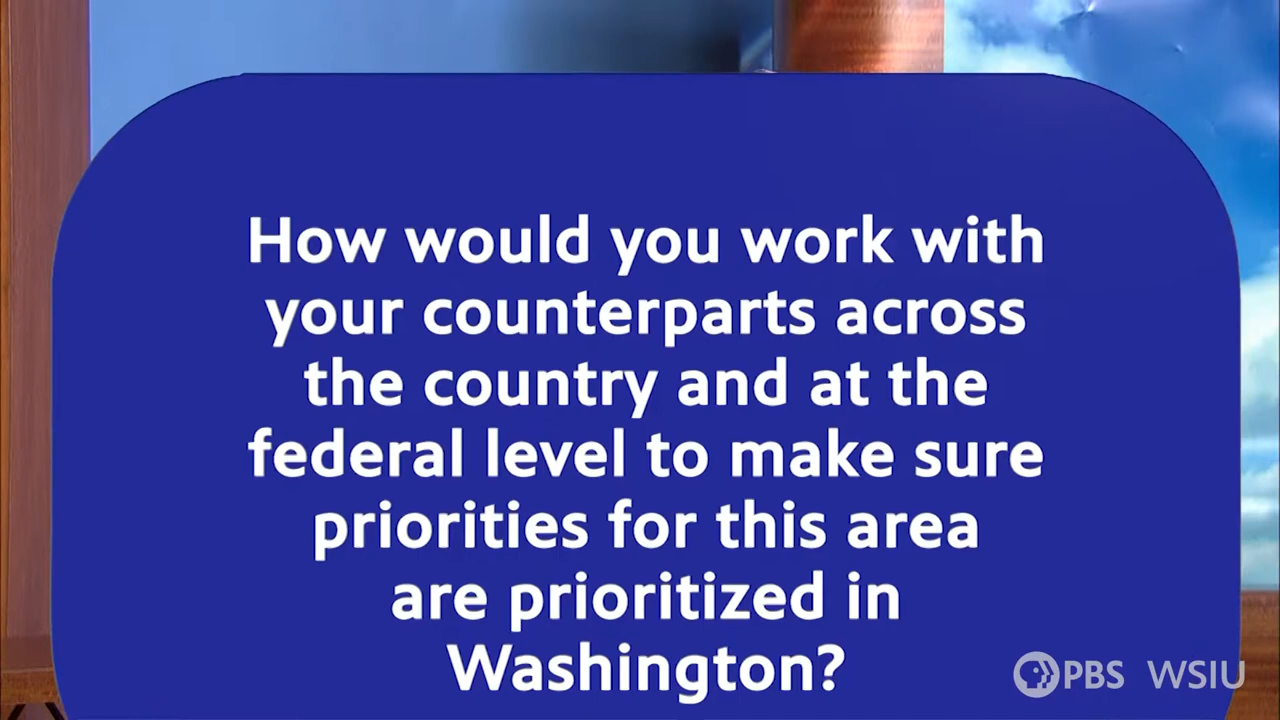 How would you work with
your counterparts across
the country and at the
federal level to make sure
priorities for this area
are prioritized in
Washington?
PBS WSIU